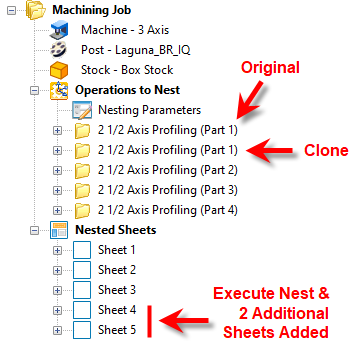 Machining Job
Machine - 3 Axis
Post - Laguna_BR_IQ
Stock - Box Stock
Original
Operations to Nest
Nesting Parameters
2 1/2 Axis Profiling (Part 1)
2 1/2 Axis Profiling (Part 1)
Clone
2 1/2 Axis Profiling (Part 2)
2 1/2 Axis Profiling (Part 3)
2 1/2 Axis Profiling (Part 4)
Nested Sheets
Sheet 1
Sheet 2
Sheet 3
Sheet 4
Sheet 5
Execute Nest &
2 Additional
Sheets Added